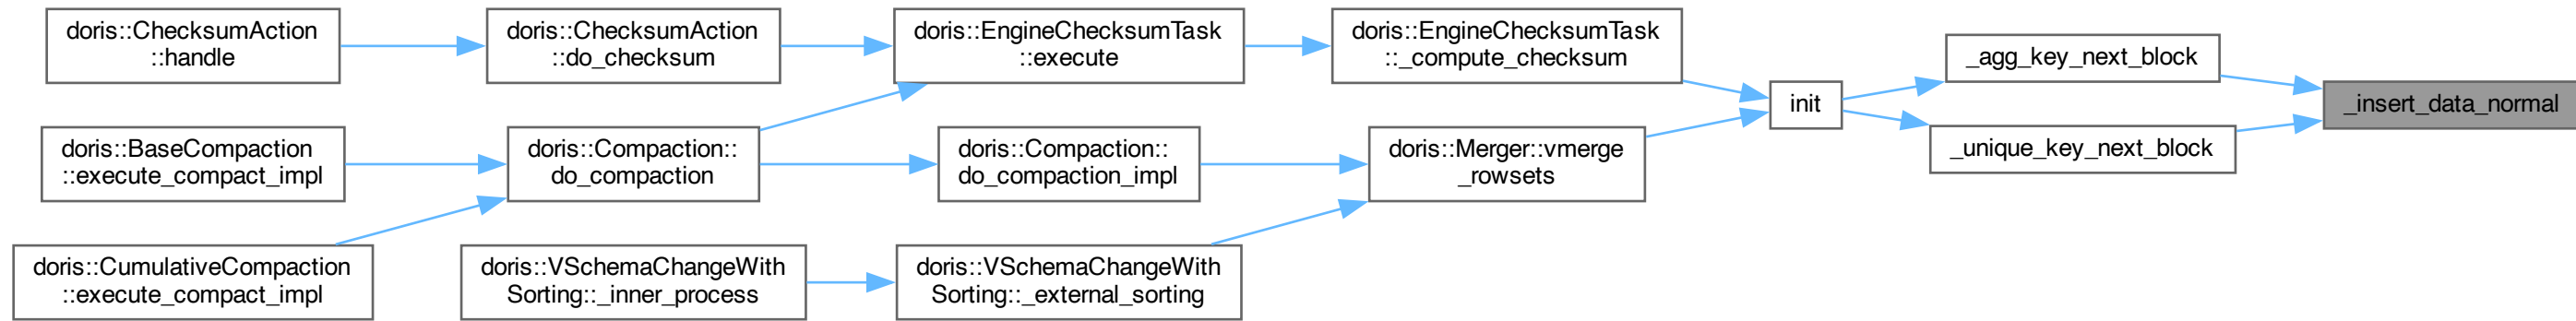 doris::ChecksumAction
::handle
doris::ChecksumAction
::do_checksum
doris::EngineChecksumTask
::execute
doris::EngineChecksumTask
::_compute_checksum
_agg_key_next_block
init
_insert_data_normal
doris::BaseCompaction
::execute_compact_impl
doris::Compaction::
do_compaction
doris::Compaction::
do_compaction_impl
doris::Merger::vmerge
_rowsets
_unique_key_next_block
doris::CumulativeCompaction
::execute_compact_impl
doris::VSchemaChangeWith
Sorting::_inner_process
doris::VSchemaChangeWith
Sorting::_external_sorting